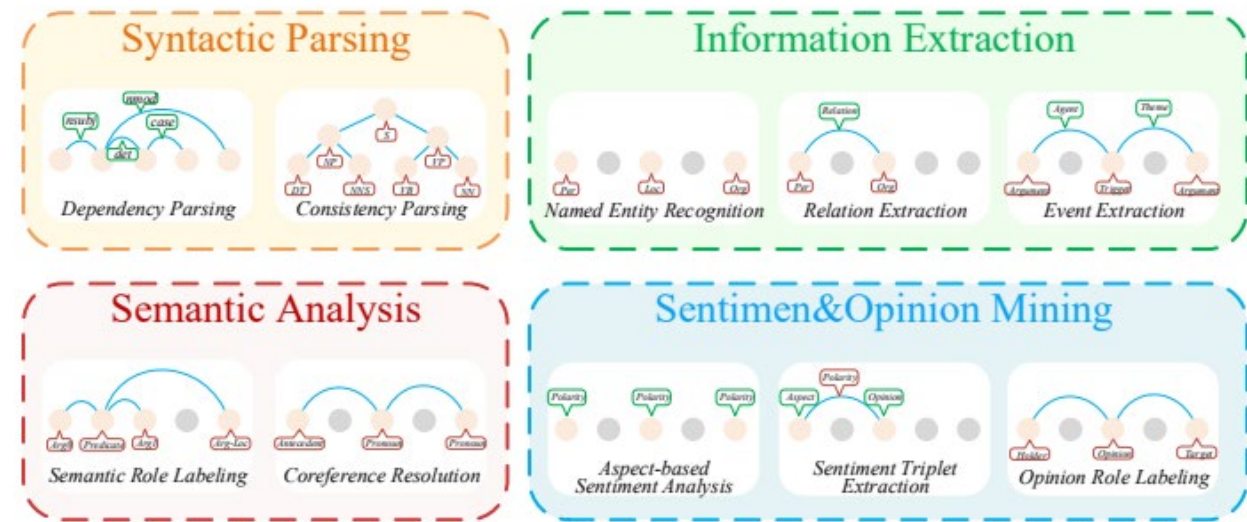 Syntactic Parsing
nmod
nsubj
case
det
Dependency Parsing
S
NP
VP
DT
NNS
VB
NN
Consistency Parsing
Information Extraction
Per
Loc
Org
Named Entity Recognition
Relation
Per
Org
Relation Extraction
Agent
Theme
Argument
Trigger
Argument
Event Extraction
Semantic Analysis
Arg0
Predicate
Arg1
Arg-Loc
Semantic Role Labeling
Antecedent
Pronoun
Pronoun
Coreference Resolution
Sentimen&Opinion Mining
Polarity
Polarity
Polarity
Aspect-based
Sentiment Analysis
Polarity
Aspect
Opinion
Sentiment Triplet
Extraction
Holder
Opinion
Target
Opinion Role Labeling